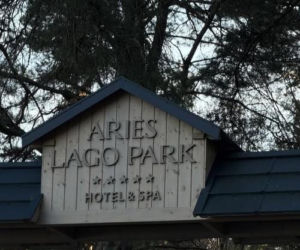 ARIES
LAGO PARK
★★★★★
HOTEL & SPA